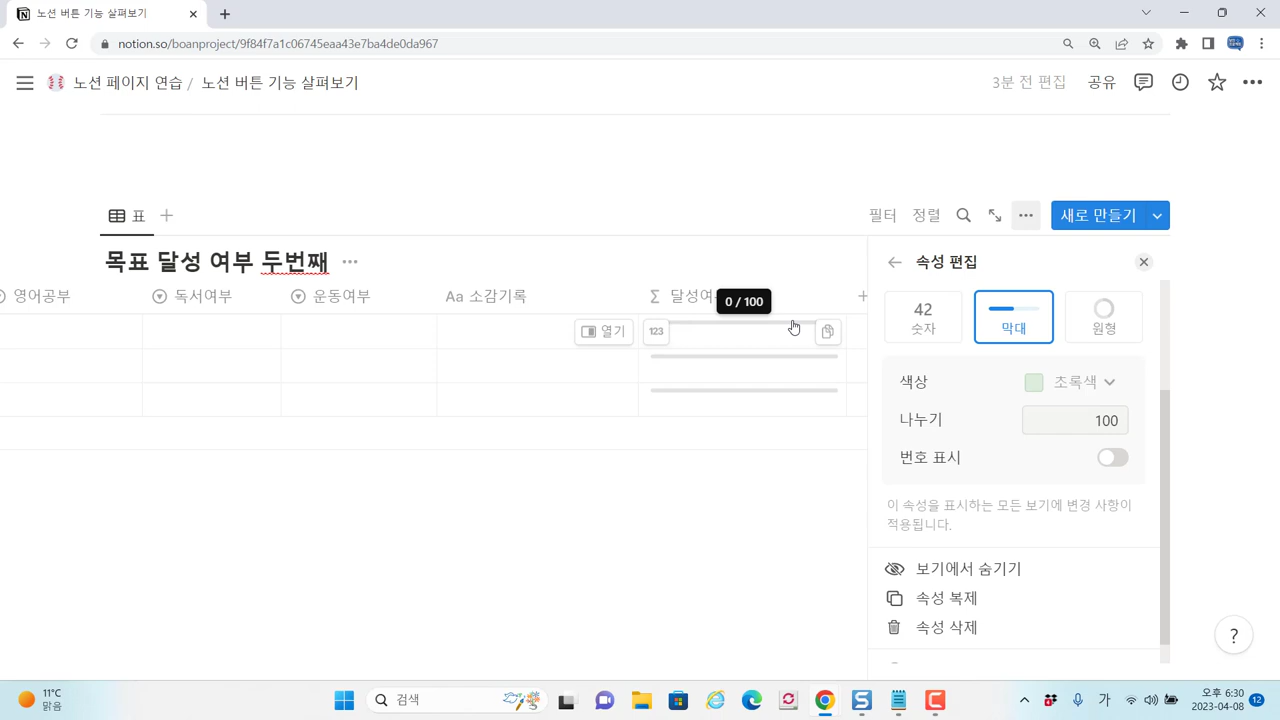 노션 버튼 기능 살펴보기
notion.so/boanproject/9f84f7a1c06745eaa43e7ba4de0da967
노션 페이지 연습 / 노션 버튼 기능 살펴보기
3분 전 편집 공유
표
필터 정렬 새로 만들기
목표 달성 여부 두번째
영어공부 독서여부 운동여부 Aa 소감기록 Σ 달성여
0 / 100
열기 123
속성 편집
42
숫자 막대 원형
색상 초록색
나누기 100
번호 표시
이 속성을 표시하는 모든 보기에 변경 사항이
적용됩니다.
보기에서 숨기기
속성 복제
속성 삭제
?
11°C
맑음
검색
가
오후 6:30
2023-04-08
12